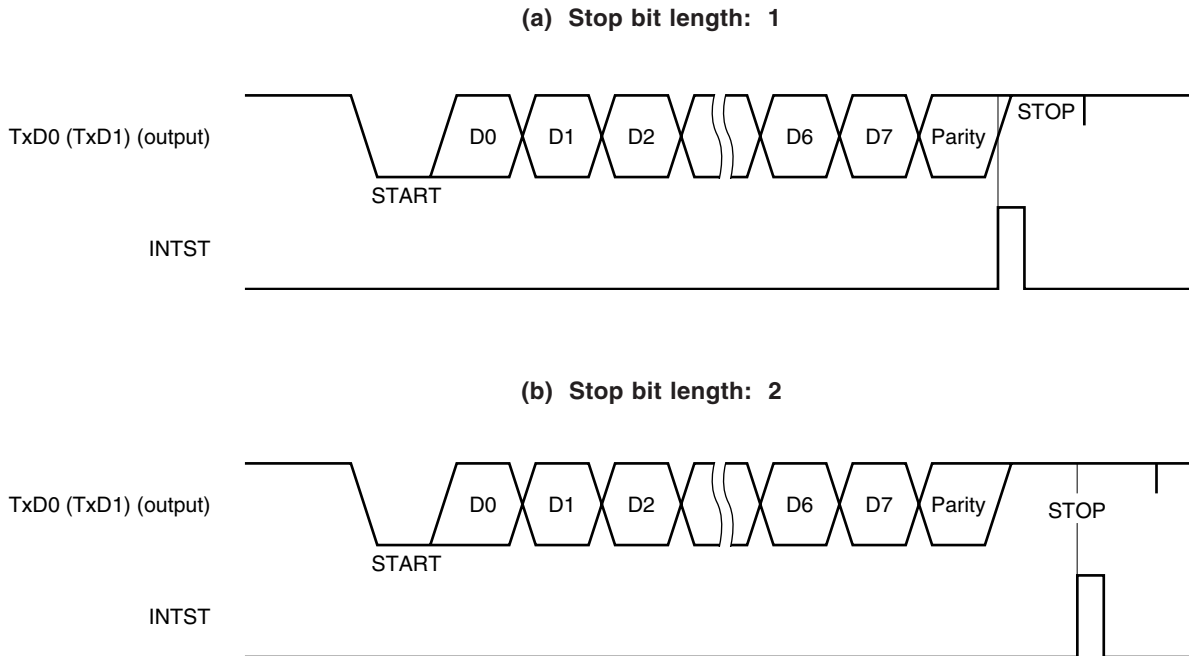 (a) Stop bit length: 1
TxD0 (TxD1) (output)
D0 D1 D2 D6 D7 Parity STOP
START
INTST
(b) Stop bit length: 2
TxD0 (TxD1) (output)
D0 D1 D2 D6 D7 Parity STOP
START
INTST